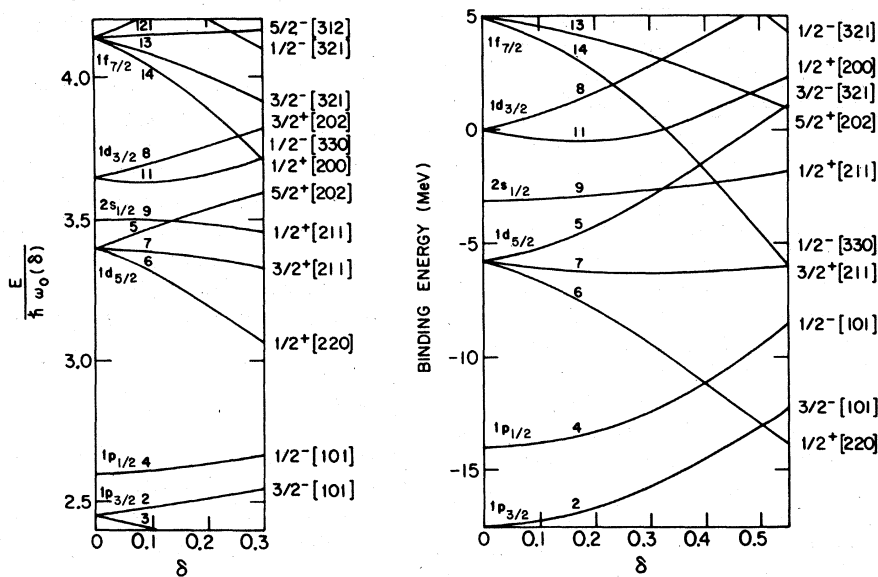 121
1f7/2
13
14
4.0
1d3/2 8
11
3.5
2s1/2 9
5
7
6
1d5/2
3.0
1p1/2 4
1p3/2 2
2.5
3
0 0.1 0.2 0.3
δ
E
ħ ω0(δ)
5/2−[312]
1/2−[321]
3/2−[321]
3/2+[202]
1/2−[330]
1/2+[200]
5/2+[202]
1/2+[211]
3/2+[211]
1/2+[220]
1/2−[101]
3/2−[101]
BINDING ENERGY (MeV)
5
0
−5
−10
−15
13
1f7/2
14
8
1d3/2
11
2s1/2
9
1d5/2
5
7
6
1p1/2
4
1p3/2
2
0 0.1 0.2 0.3 0.4 0.5
δ
1/2−[321]
1/2+[200]
3/2−[321]
5/2+[202]
1/2+[211]
1/2−[330]
3/2+[211]
1/2−[101]
3/2−[101]
1/2+[220]